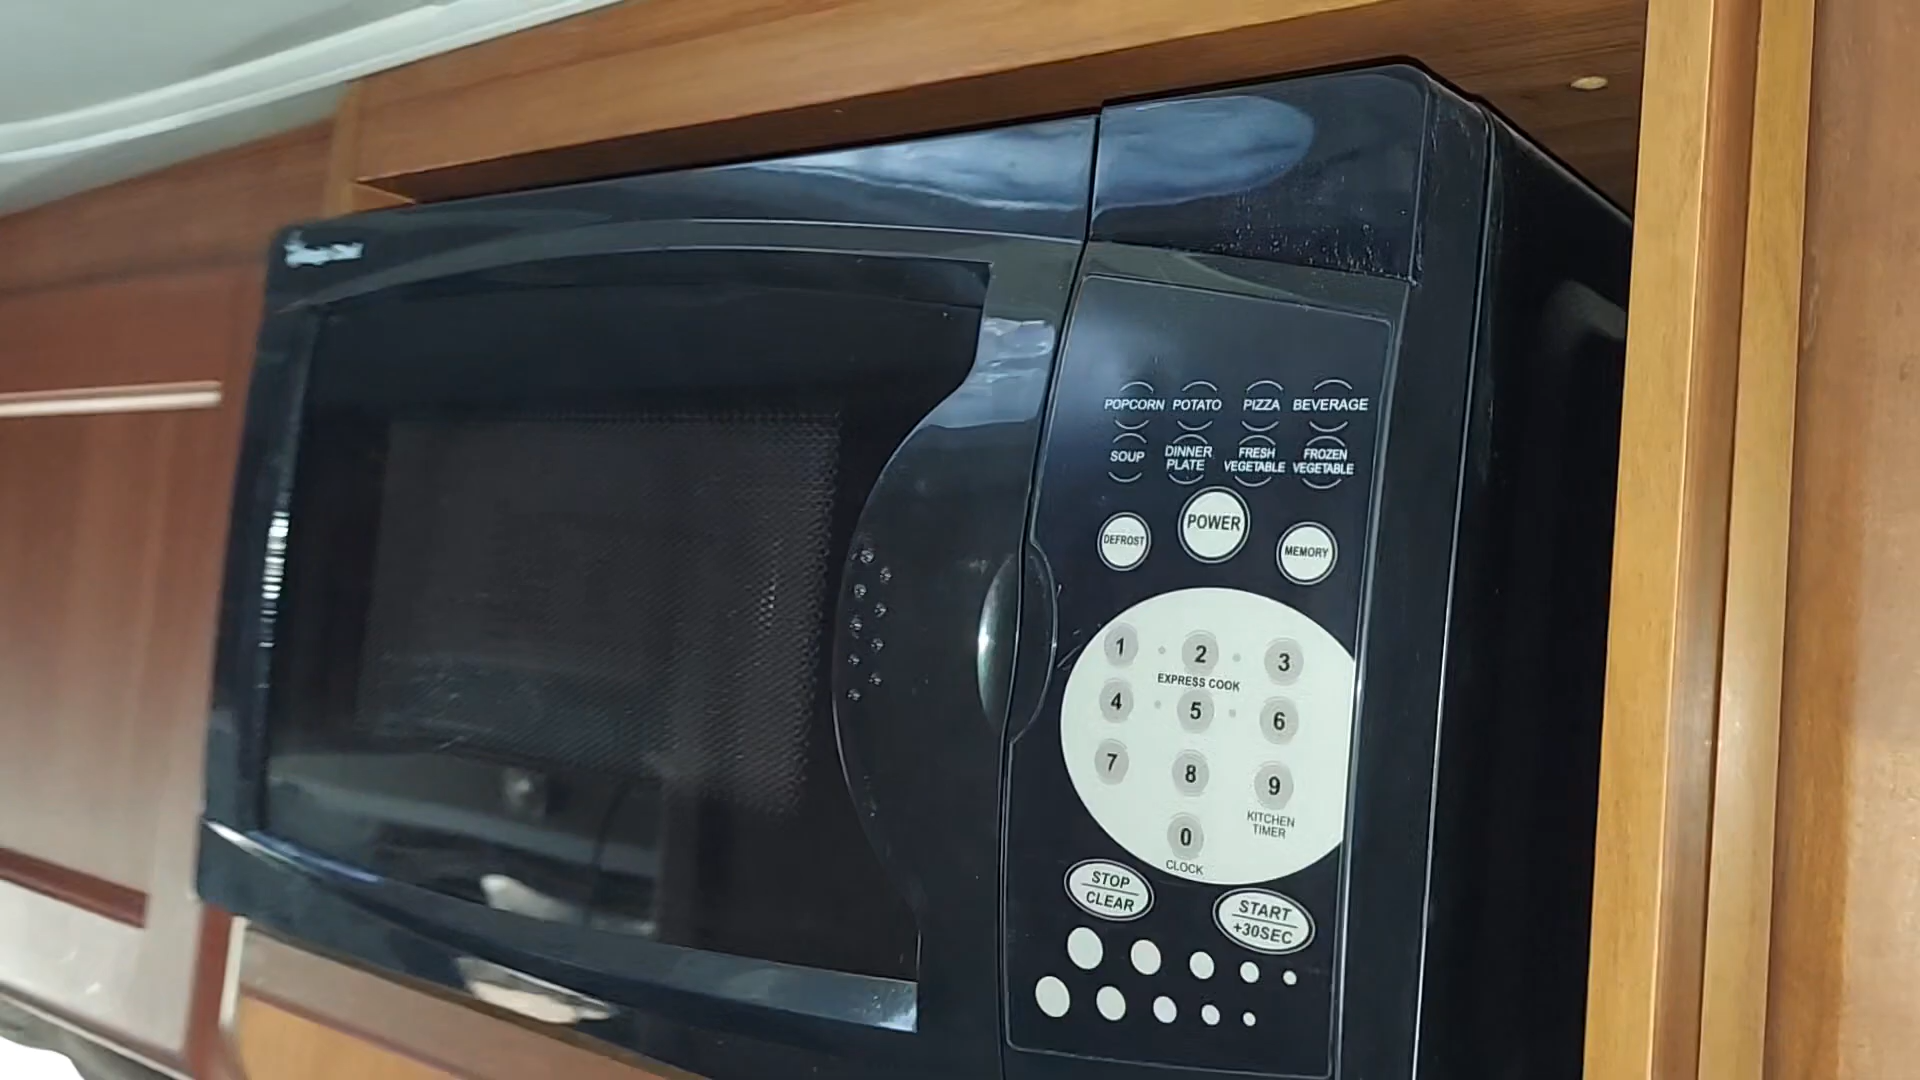 POPCORN POTATO PIZZA BEVERAGE
SOUP DINNER PLATE FRESH VEGETABLE FROZEN VEGETABLE
DEFROST POWER MEMORY
1 2 3
EXPRESS COOK
4 5 6
7 8 9
KITCHEN TIMER
0
CLOCK
STOP
CLEAR
START
+30SEC